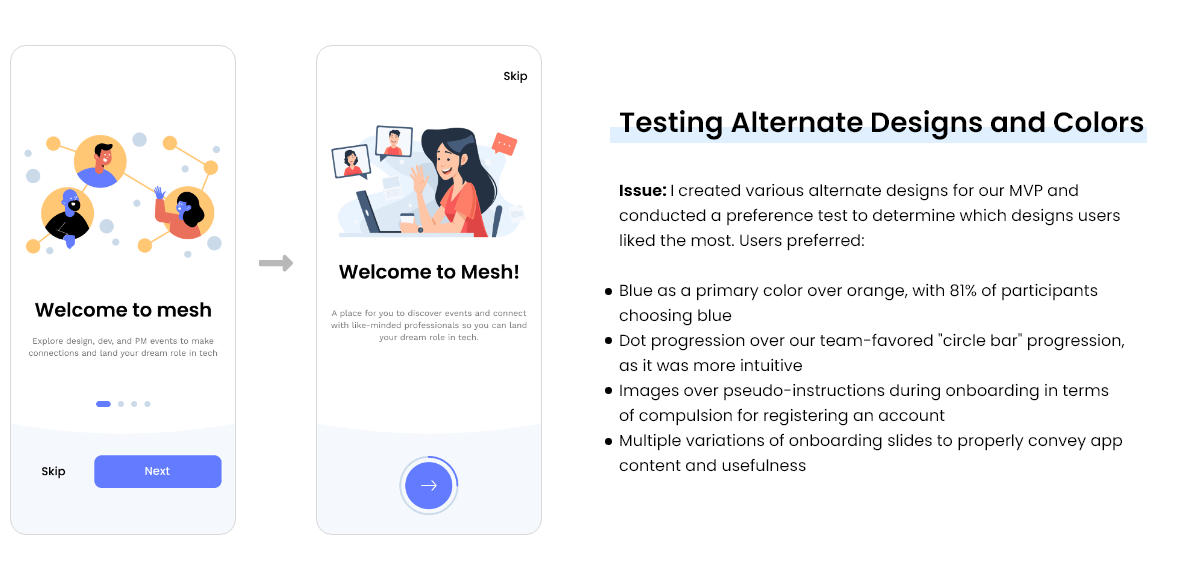 Welcome to mesh
Explore design, dev, and PM events to make
connections and land your dream role in tech
Skip
Next
Skip
Welcome to Mesh!
A place for you to discover events and connect
with like-minded professionals so you can land
your dream role in tech.
Testing Alternate Designs and Colors
Issue: I created various alternate designs for our MVP and
conducted a preference test to determine which designs users
liked the most. Users preferred:
• Blue as a primary color over orange, with 81% of participants
choosing blue
• Dot progression over our team-favored "circle bar" progression,
as it was more intuitive
• Images over pseudo-instructions during onboarding in terms
of compulsion for registering an account
• Multiple variations of onboarding slides to properly convey app
content and usefulness